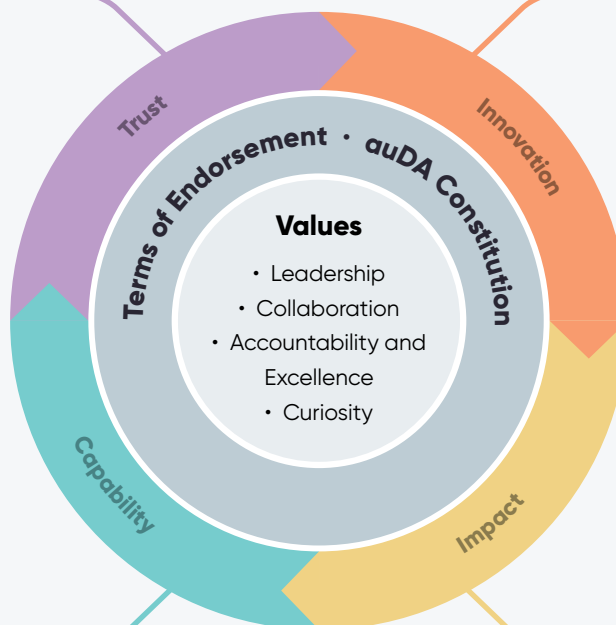 Trust
Innovation
Terms of Endorsement • auDA Constitution
Values
• Leadership
• Collaboration
• Accountability and
Excellence
• Curiosity
Capability
Impact